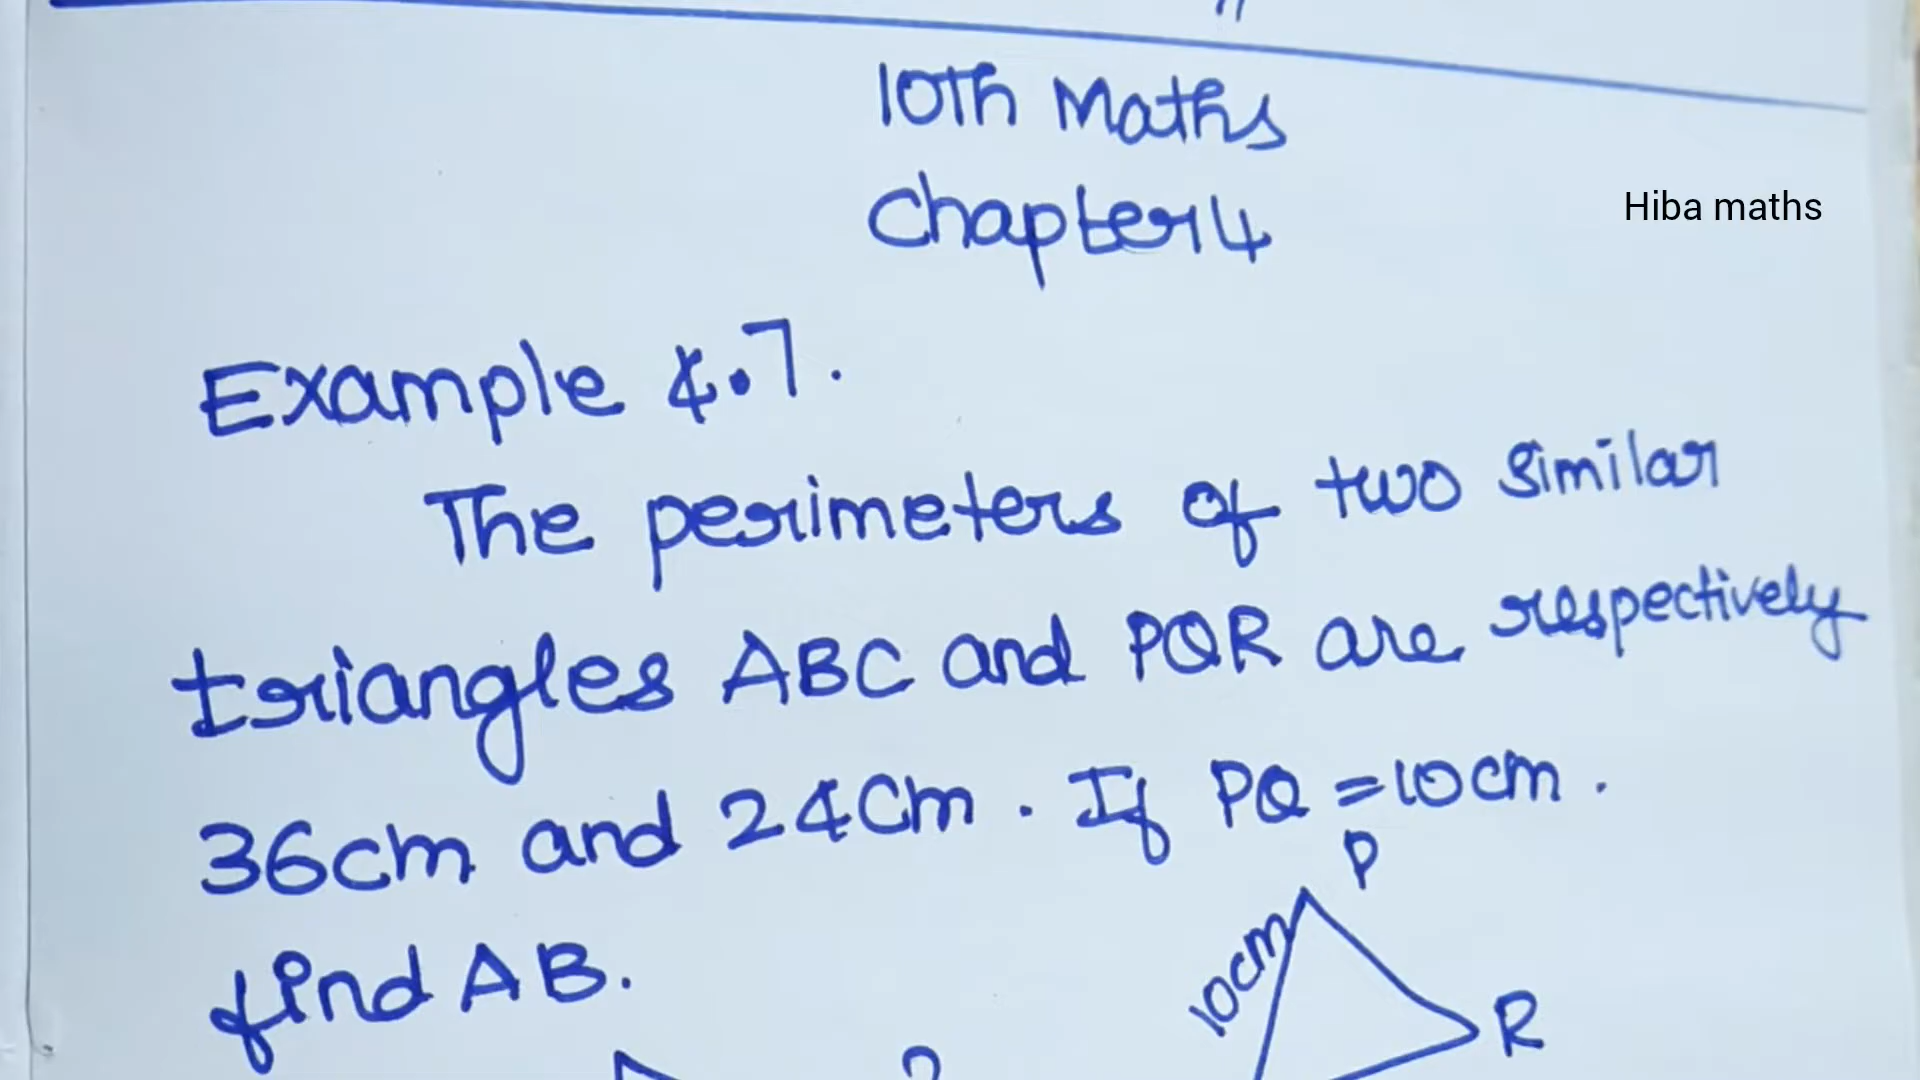 10th Maths
Chapter 4
Hiba maths
Example 4.7.
The perimeters of two similar
triangles ABC and PQR are respectively
36cm and 24cm. If PQ = 10cm.
find AB.
P
10cm
R